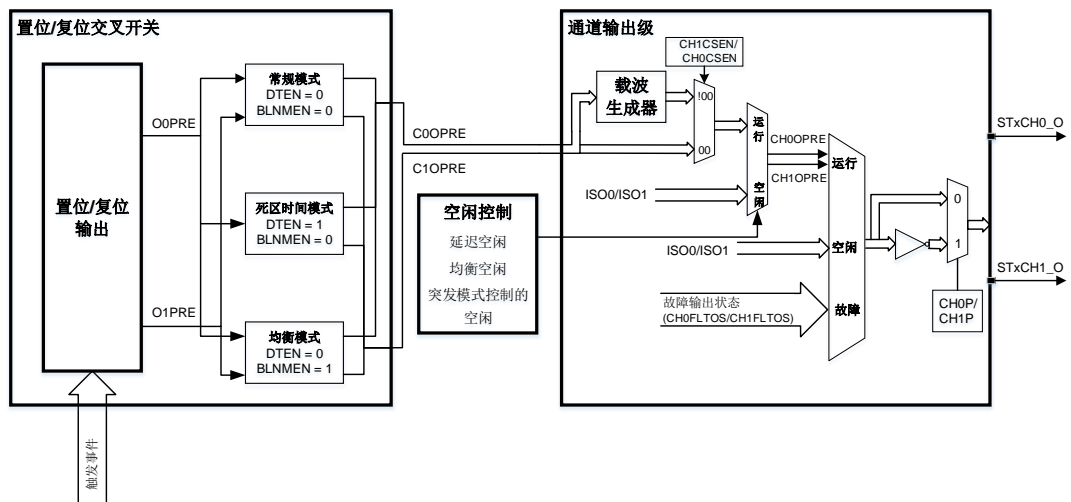 置位/复位交叉开关
置位/复位
输出
O0PRE
O1PRE
触发事件
常规模式
DTEN = 0
BLNMEN = 0
死区时间模式
DTEN = 1
BLNMEN = 0
均衡模式
DTEN = 0
BLNMEN = 1
C0OPRE
C1OPRE
空闲控制
延迟空闲
均衡空闲
突发模式控制的
空闲
通道输出级
载波
生成器
CH1CSEN/
CH0CSEN
!00
00
运行
空闲
ISO0/ISO1
CH0OPRE
CH1OPRE
ISO0/ISO1
故障输出状态
(CH0FLTOS/CH1FLTOS)
运行
空闲
故障
0
1
CH0P/
CH1P
STxCH0_O
STxCH1_O